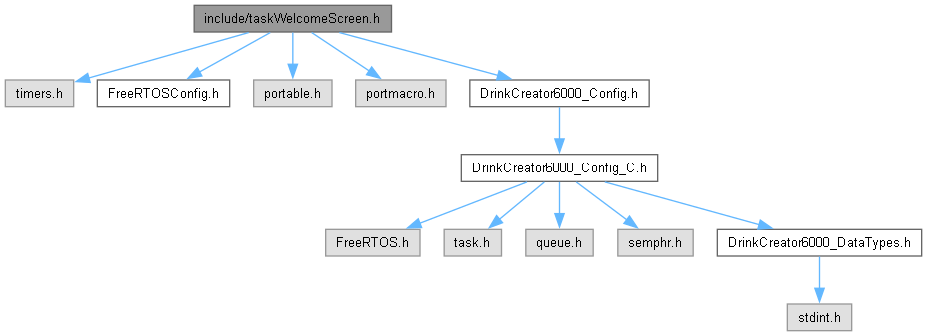 include/taskWelcomeScreen.h
timers.h
FreeRTOSConfig.h
portable.h
portmacro.h
DrinkCreator6000_Config.h
DrinkCreator6000_Config_C.h
FreeRTOS.h
task.h
queue.h
semphr.h
DrinkCreator6000_DataTypes.h
stdint.h